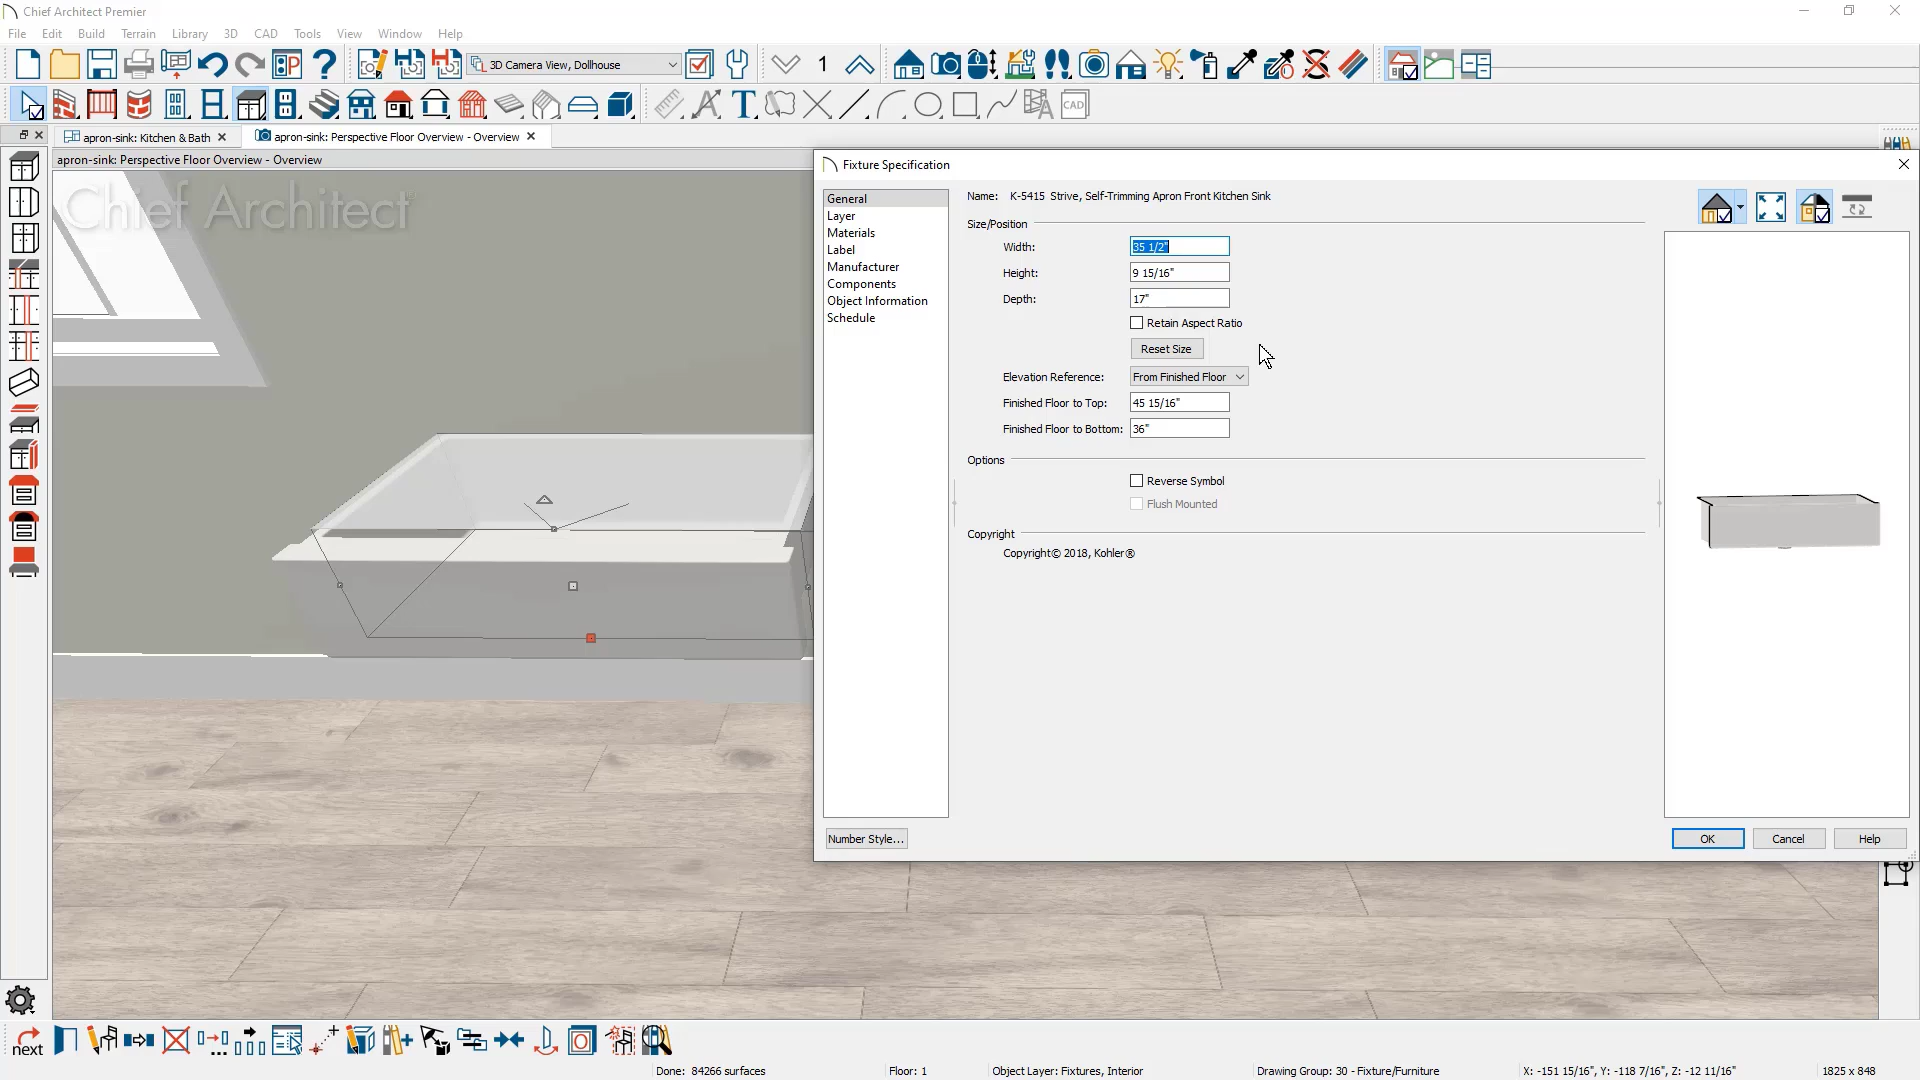 Chief Architect Premier
File Edit Build Terrain Library 3D CAD Tools View Window Help
3D Camera View, Dollhouse
1
CAD
apron-sink: Kitchen & Bath
apron-sink: Perspective Floor Overview - Overview
apron-sink: Perspective Floor Overview - Overview
Chief Architect
Fixture Specification
General
Layer
Materials
Label
Manufacturer
Components
Object Information
Schedule
Name: K-5415 Strive, Self-Trimming Apron Front Kitchen Sink
Size/Position
Width: 35 1/2"
Height: 9 15/16"
Depth: 17"
Retain Aspect Ratio
Reset Size
Elevation Reference: From Finished Floor
Finished Floor to Top: 45 15/16"
Finished Floor to Bottom: 36"
Options
Reverse Symbol
Flush Mounted
Copyright
Copyright© 2018, Kohler®
Number Style...
OK Cancel Help
next
Done: 84266 surfaces
Floor: 1
Object Layer: Fixtures, Interior
Drawing Group: 30 - Fixture/Furniture
X: -151 15/16", Y: -118 7/16", Z: -12 11/16"
1825 x 848